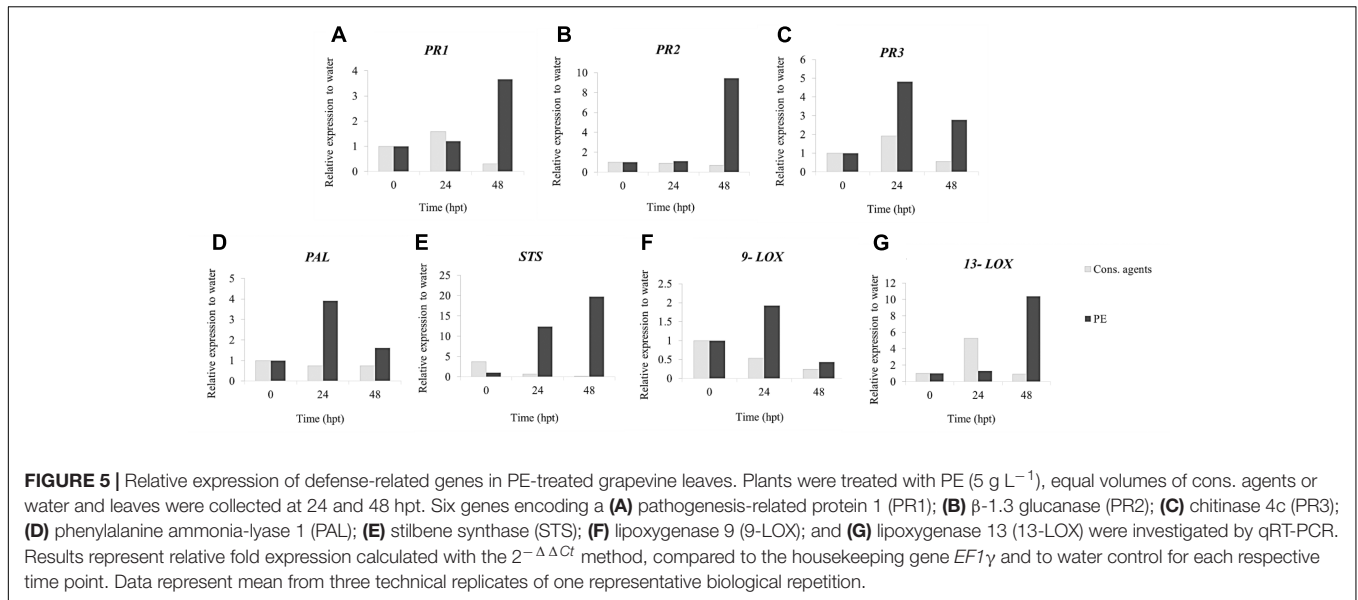 A
PR1
Relative expression to water
4
3
2
1
0
0 24 48
Time (hpt)
B
PR2
Relative expression to water
10
8
6
4
2
0
0 24 48
Time (hpt)
C
PR3
Relative expression to water
6
5
4
3
2
1
0
0 24 48
Time (hpt)
D
PAL
Relative expression to water
5
4
3
2
1
0
0 24 48
Time (hpt)
E
STS
Relative expression to water
25
20
15
10
5
0
0 24 48
Time (hpt)
F
9- LOX
Relative expression to water
2.5
2
1.5
1
0.5
0
0 24 48
Time (hpt)
G
13- LOX
Relative expression to water
12
10
8
6
4
2
0
0 24 48
Time (hpt)
Cons. agents
PE
FIGURE 5 | Relative expression of defense-related genes in PE-treated grapevine leaves. Plants were treated with PE (5 g L−1), equal volumes of cons. agents or
water and leaves were collected at 24 and 48 hpt. Six genes encoding a (A) pathogenesis-related protein 1 (PR1); (B) β-1.3 glucanase (PR2); (C) chitinase 4c (PR3);
(D) phenylalanine ammonia-lyase 1 (PAL); (E) stilbene synthase (STS); (F) lipoxygenase 9 (9-LOX); and (G) lipoxygenase 13 (13-LOX) were investigated by qRT-PCR.
Results represent relative fold expression calculated with the 2−ΔΔCt method, compared to the housekeeping gene EF1γ and to water control for each respective
time point. Data represent mean from three technical replicates of one representative biological repetition.